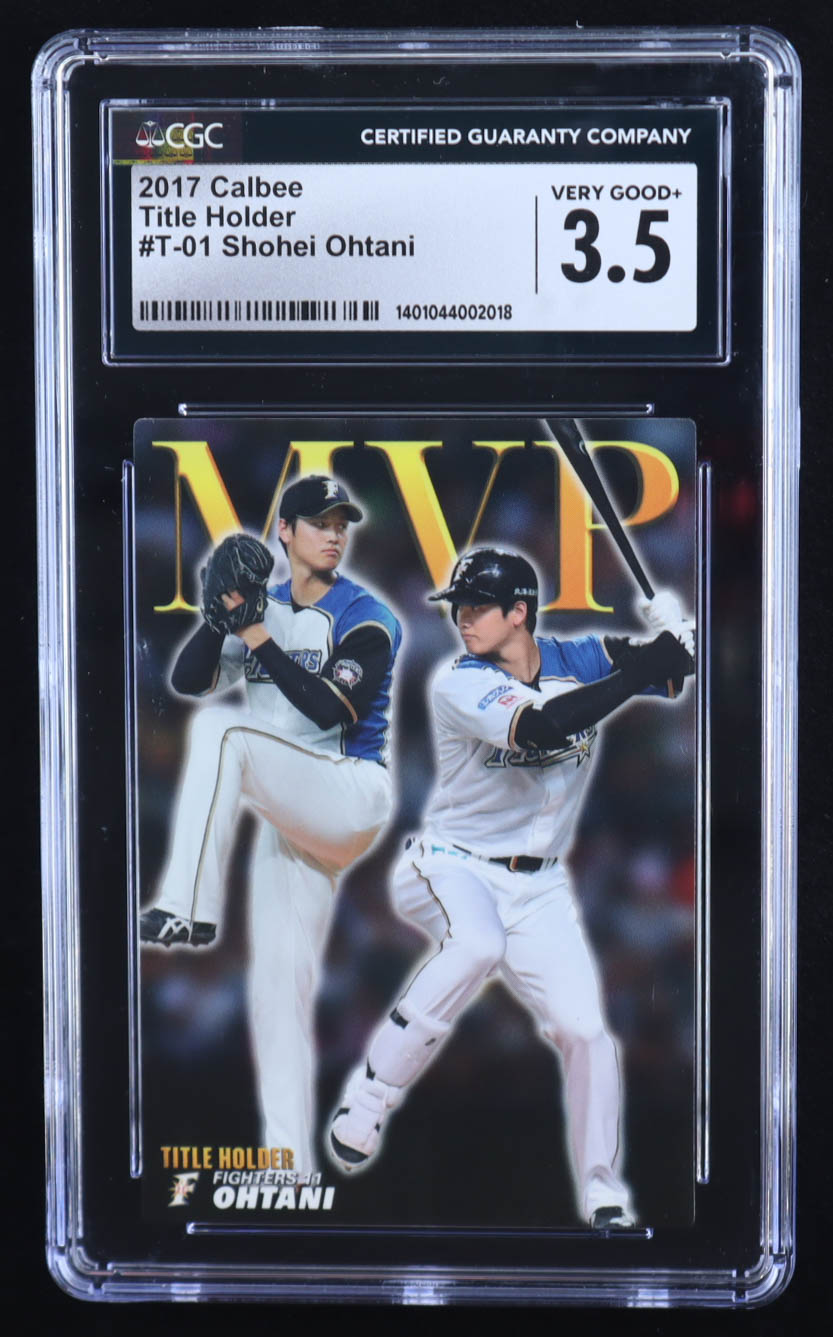 CGC
CERTIFIED GUARANTY COMPANY
2017 Calbee
Title Holder
#T-01 Shohei Ohtani
VERY GOOD+
3.5
1401044002018
MVP
F
F
TITLE HOLDER
FIGHTERS 11
F
OHTANI